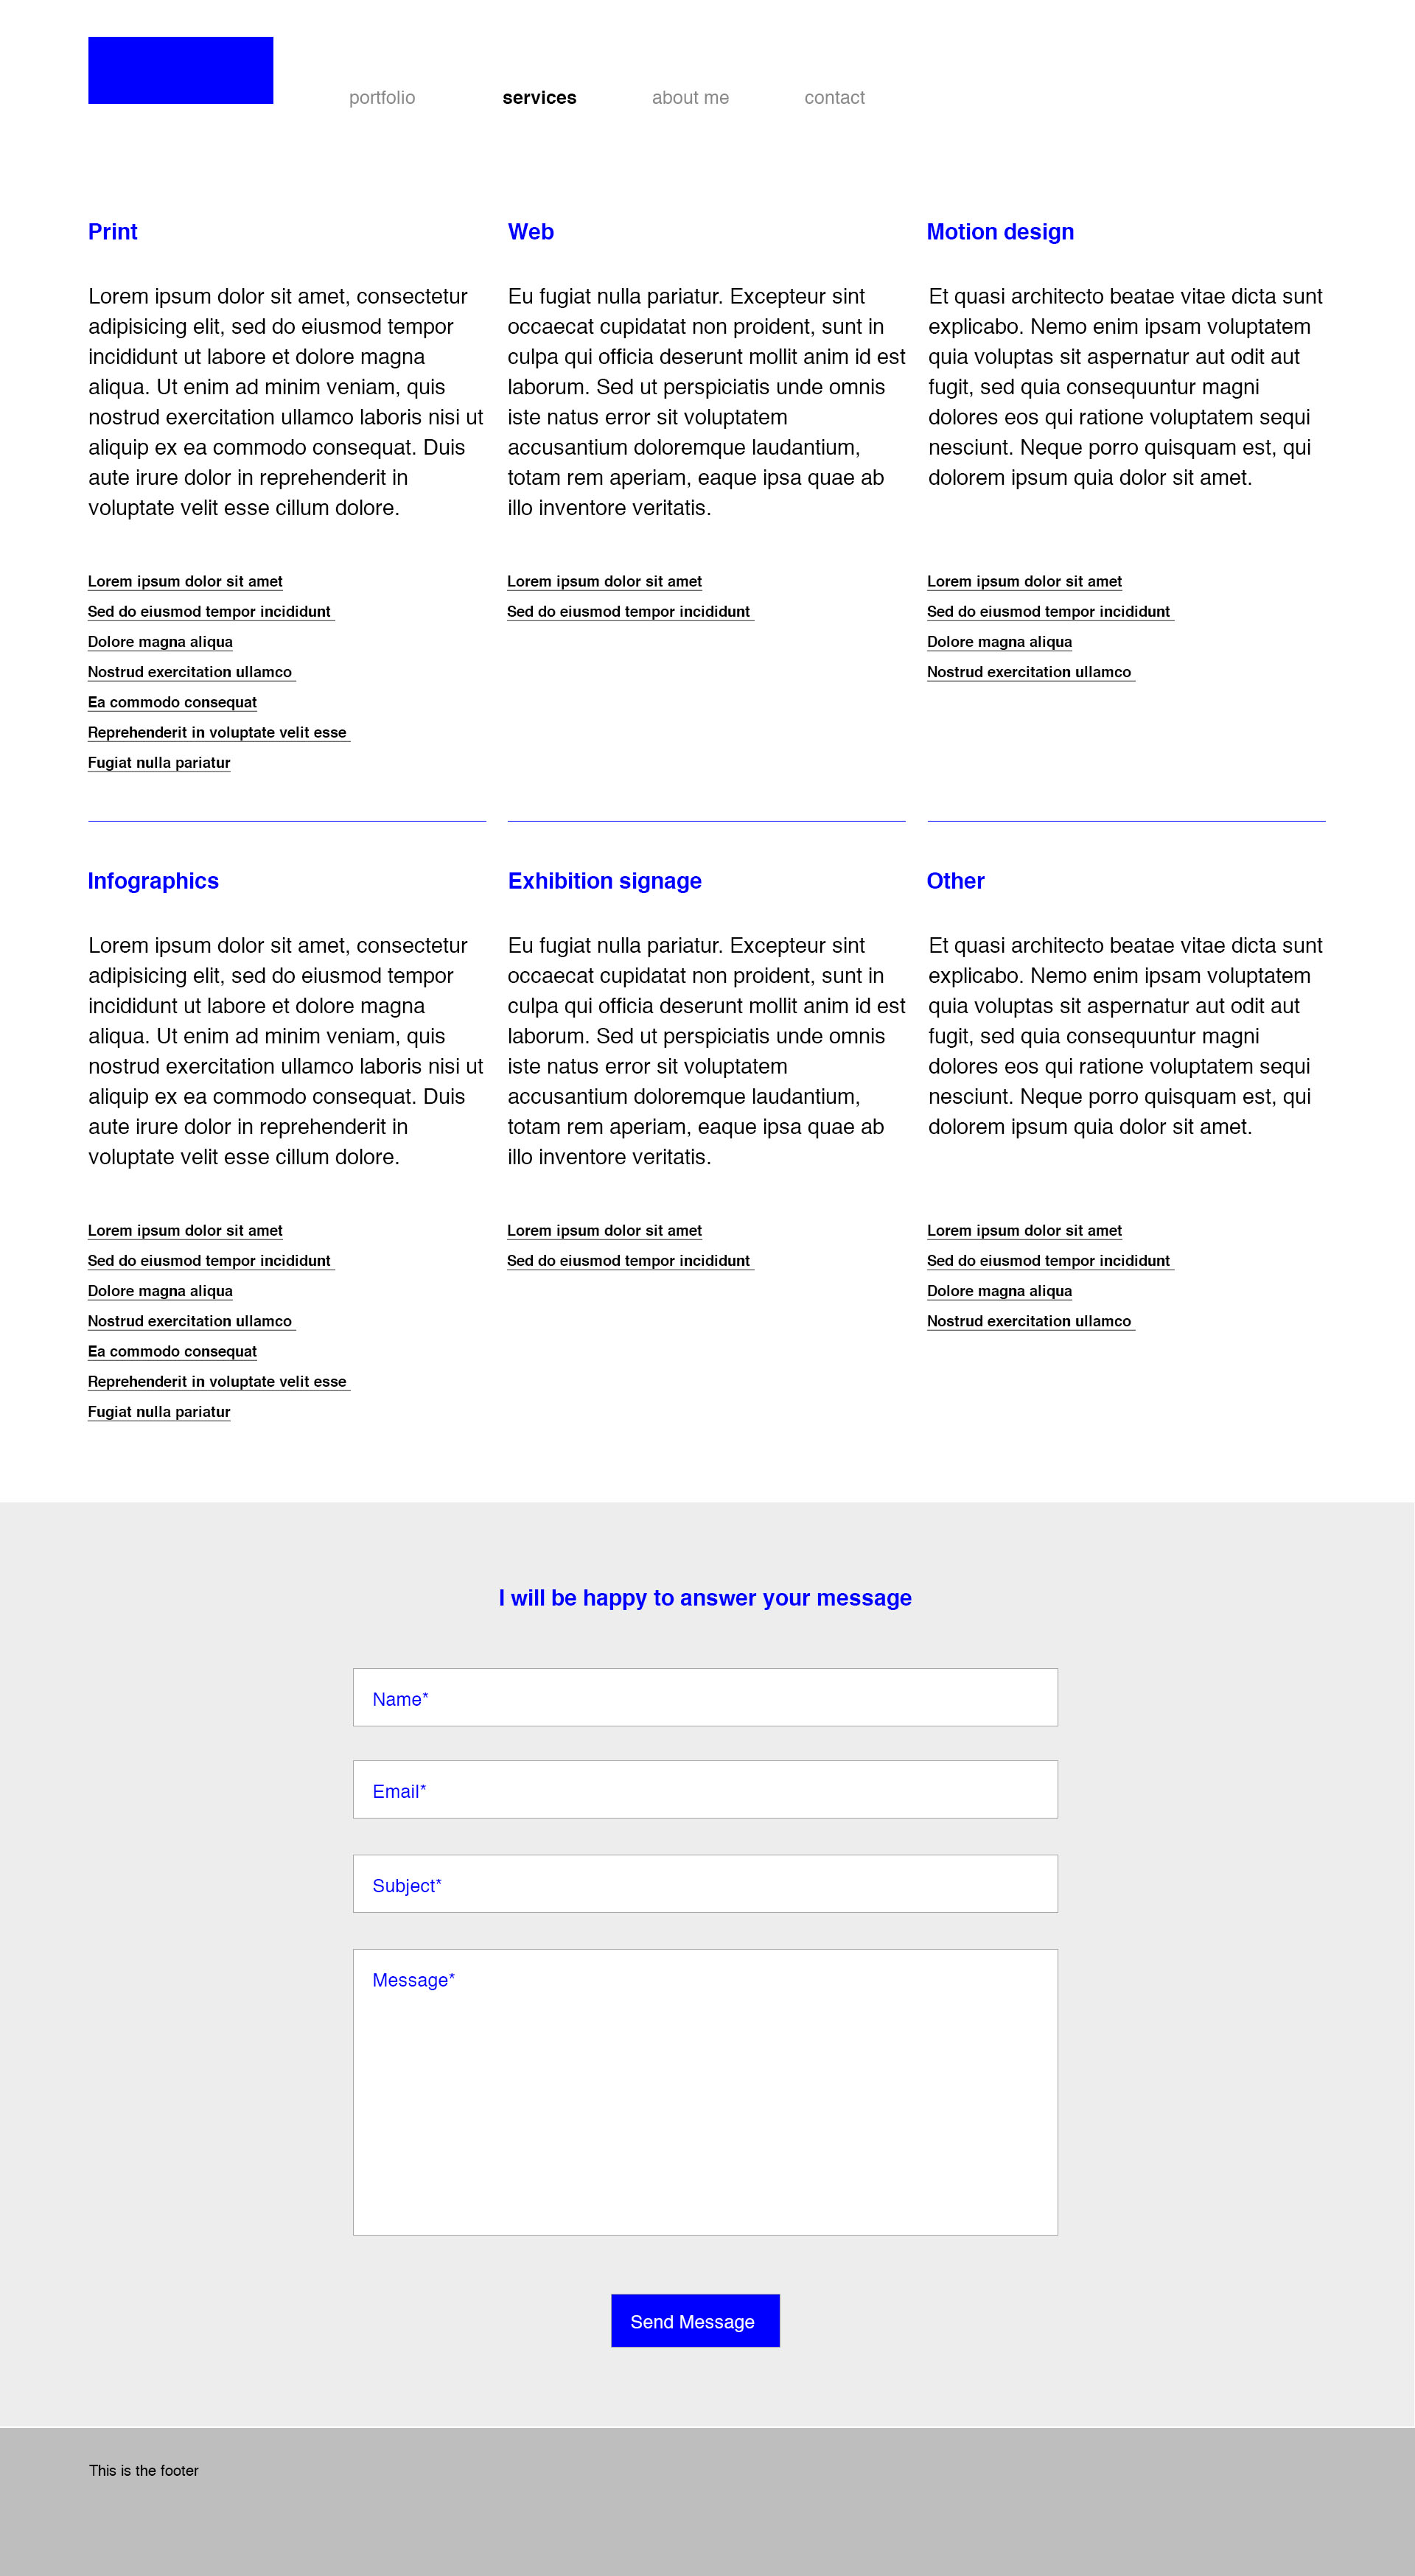 portfolio services about me contact
Print
Lorem ipsum dolor sit amet, consectetur
adipisicing elit, sed do eiusmod tempor
incididunt ut labore et dolore magna
aliqua. Ut enim ad minim veniam, quis
nostrud exercitation ullamco laboris nisi ut
aliquip ex ea commodo consequat. Duis
aute irure dolor in reprehenderit in
voluptate velit esse cillum dolore.
Lorem ipsum dolor sit amet
Sed do eiusmod tempor incididunt
Dolore magna aliqua
Nostrud exercitation ullamco
Ea commodo consequat
Reprehenderit in voluptate velit esse
Fugiat nulla pariatur
Web
Eu fugiat nulla pariatur. Excepteur sint
occaecat cupidatat non proident, sunt in
culpa qui officia deserunt mollit anim id est
laborum. Sed ut perspiciatis unde omnis
iste natus error sit voluptatem
accusantium doloremque laudantium,
totam rem aperiam, eaque ipsa quae ab
illo inventore veritatis.
Lorem ipsum dolor sit amet
Sed do eiusmod tempor incididunt
Motion design
Et quasi architecto beatae vitae dicta sunt
explicabo. Nemo enim ipsam voluptatem
quia voluptas sit aspernatur aut odit aut
fugit, sed quia consequuntur magni
dolores eos qui ratione voluptatem sequi
nesciunt. Neque porro quisquam est, qui
dolorem ipsum quia dolor sit amet.
Lorem ipsum dolor sit amet
Sed do eiusmod tempor incididunt
Dolore magna aliqua
Nostrud exercitation ullamco
Infographics
Lorem ipsum dolor sit amet, consectetur
adipisicing elit, sed do eiusmod tempor
incididunt ut labore et dolore magna
aliqua. Ut enim ad minim veniam, quis
nostrud exercitation ullamco laboris nisi ut
aliquip ex ea commodo consequat. Duis
aute irure dolor in reprehenderit in
voluptate velit esse cillum dolore.
Lorem ipsum dolor sit amet
Sed do eiusmod tempor incididunt
Dolore magna aliqua
Nostrud exercitation ullamco
Ea commodo consequat
Reprehenderit in voluptate velit esse
Fugiat nulla pariatur
Exhibition signage
Eu fugiat nulla pariatur. Excepteur sint
occaecat cupidatat non proident, sunt in
culpa qui officia deserunt mollit anim id est
laborum. Sed ut perspiciatis unde omnis
iste natus error sit voluptatem
accusantium doloremque laudantium,
totam rem aperiam, eaque ipsa quae ab
illo inventore veritatis.
Lorem ipsum dolor sit amet
Sed do eiusmod tempor incididunt
Other
Et quasi architecto beatae vitae dicta sunt
explicabo. Nemo enim ipsam voluptatem
quia voluptas sit aspernatur aut odit aut
fugit, sed quia consequuntur magni
dolores eos qui ratione voluptatem sequi
nesciunt. Neque porro quisquam est, qui
dolorem ipsum quia dolor sit amet.
Lorem ipsum dolor sit amet
Sed do eiusmod tempor incididunt
Dolore magna aliqua
Nostrud exercitation ullamco
I will be happy to answer your message
Name*
Email*
Subject*
Message*
Send Message
This is the footer